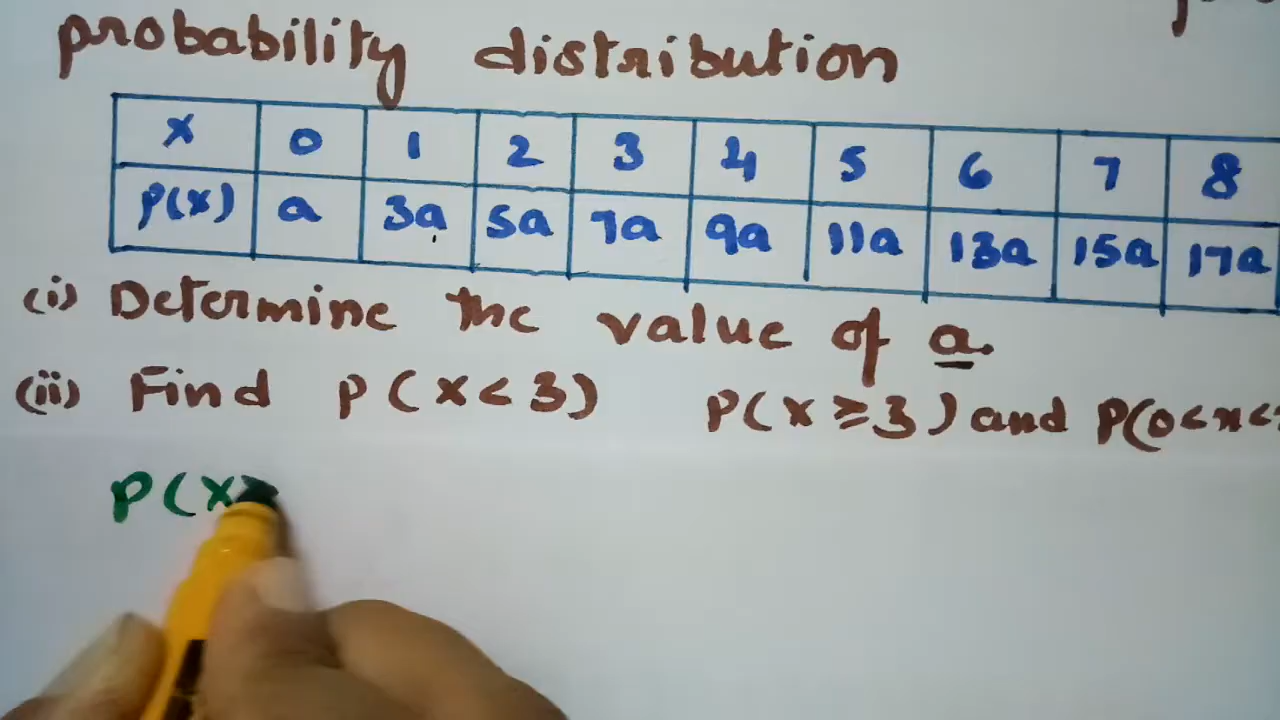 probability distribution
x 0 1 2 3 4 5 6 7 8
P(x) a 3a 5a 7a 9a 11a 13a 15a 17a
(i) Determine the value of a.
(ii) Find P(x<3) P(x≥3) and P(0<x<
P(x